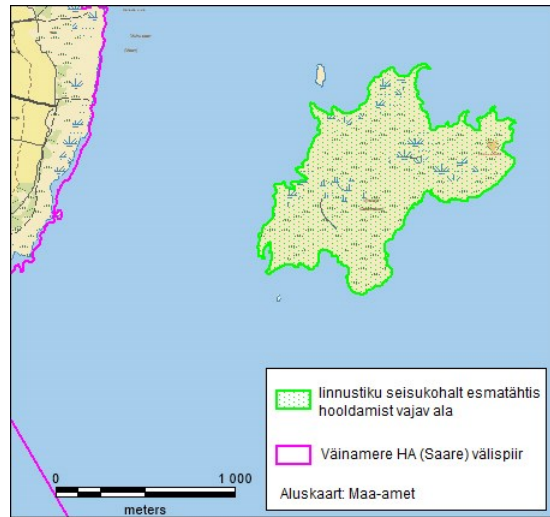 linnustiku seisukohalt esmatähtis
hooldamist vajav ala
Väinamere HA (Saare) välispiir
Aluskaart: Maa-amet
0 1 000
meters